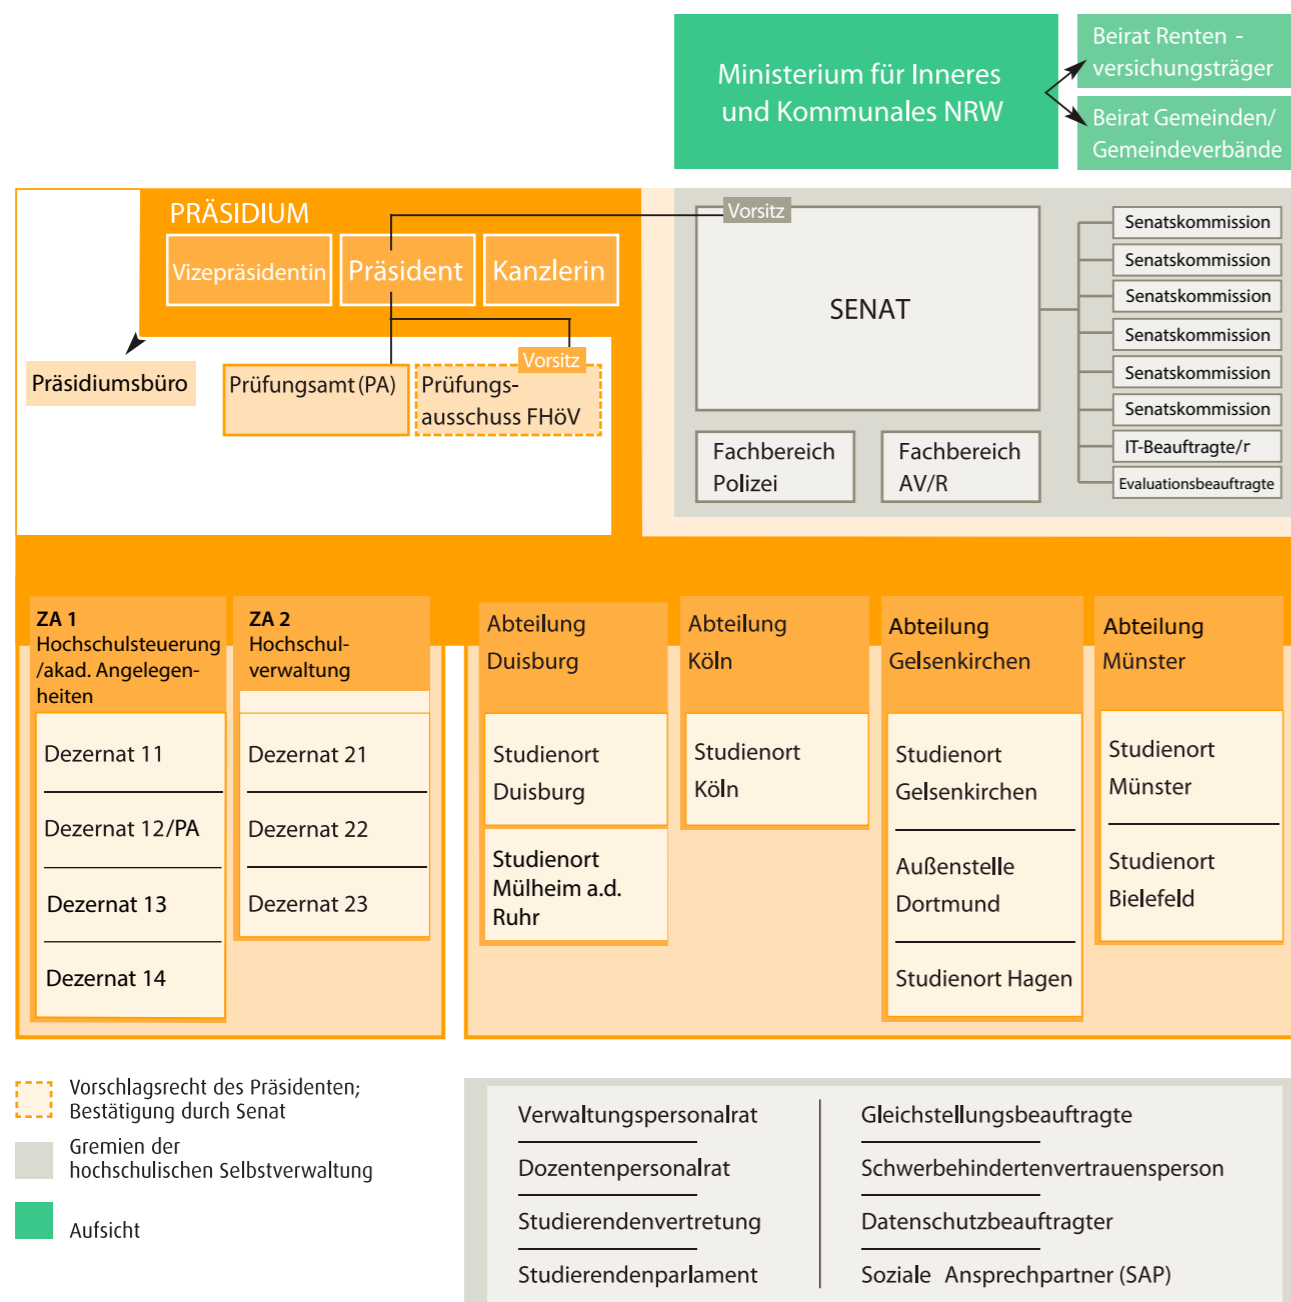 Ministerium für Inneres
und Kommunales NRW
Beirat Renten -
versichungsträger
Beirat Gemeinden/
Gemeindeverbände
PRÄSIDIUM
Vizepräsidentin
Präsident
Kanzlerin
Präsidiumsbüro
Prüfungsamt (PA)
Vorsitz
Prüfungs-
ausschuss FHöV
Vorsitz
SENAT
Fachbereich
Polizei
Fachbereich
AV/R
Senatskommission
Senatskommission
Senatskommission
Senatskommission
Senatskommission
Senatskommission
IT-Beauftragte/r
Evaluationsbeauftragte
ZA 1
Hochschulsteuerung
/akad. Angelegen-
heiten
Dezernat 11
Dezernat 12/PA
Dezernat 13
Dezernat 14
ZA 2
Hochschul-
verwaltung
Dezernat 21
Dezernat 22
Dezernat 23
Abteilung
Duisburg
Studienort
Duisburg
Studienort
Mülheim a.d.
Ruhr
Abteilung
Köln
Studienort
Köln
Abteilung
Gelsenkirchen
Studienort
Gelsenkirchen
Außenstelle
Dortmund
Studienort Hagen
Abteilung
Münster
Studienort
Münster
Studienort
Bielefeld
Vorschlagsrecht des Präsidenten;
Bestätigung durch Senat
Gremien der
hochschulischen Selbstverwaltung
Aufsicht
Verwaltungspersonalrat
Dozentenpersonalrat
Studierendenvertretung
Studierendenparlament
Gleichstellungsbeauftragte
Schwerbehindertenvertrauensperson
Datenschutzbeauftragter
Soziale Ansprechpartner (SAP)